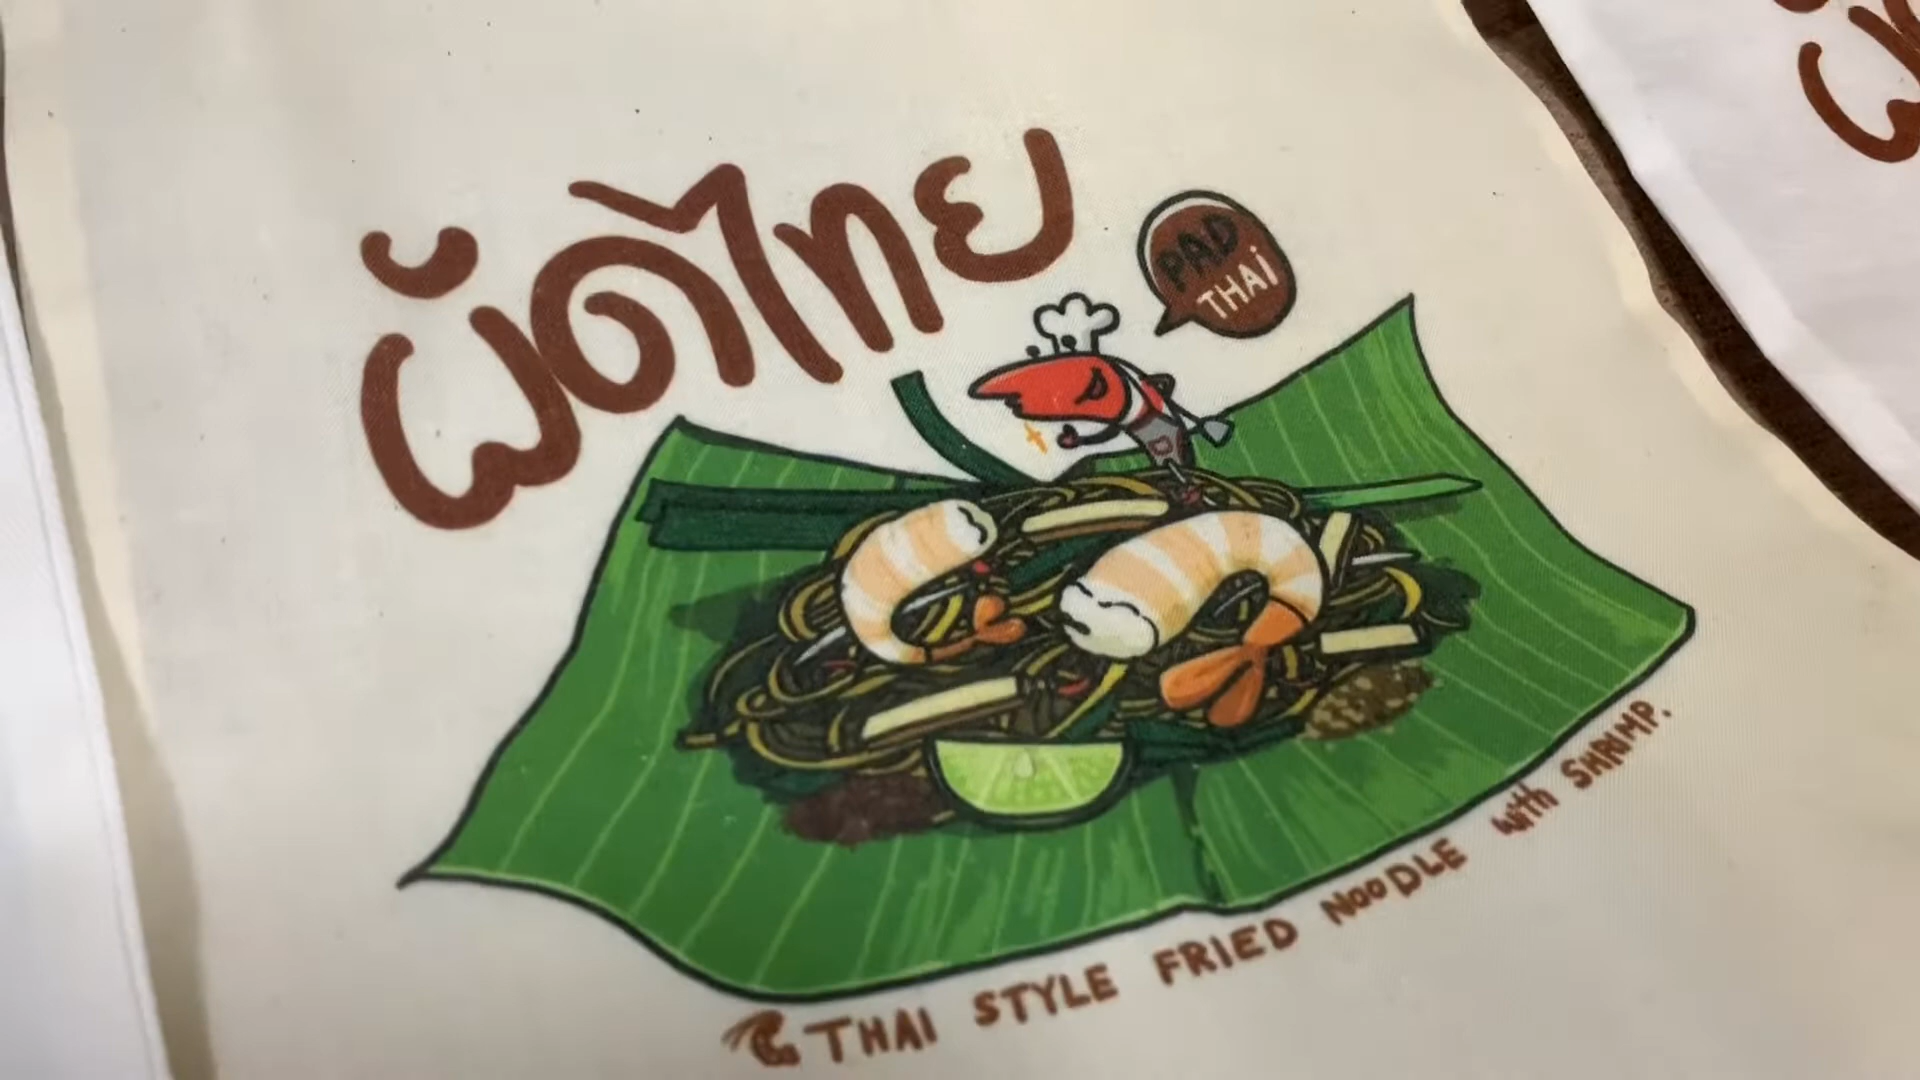 ผัดไทย
PAD
THAI
THAI STYLE FRIED NOODLE with SHRIMP.